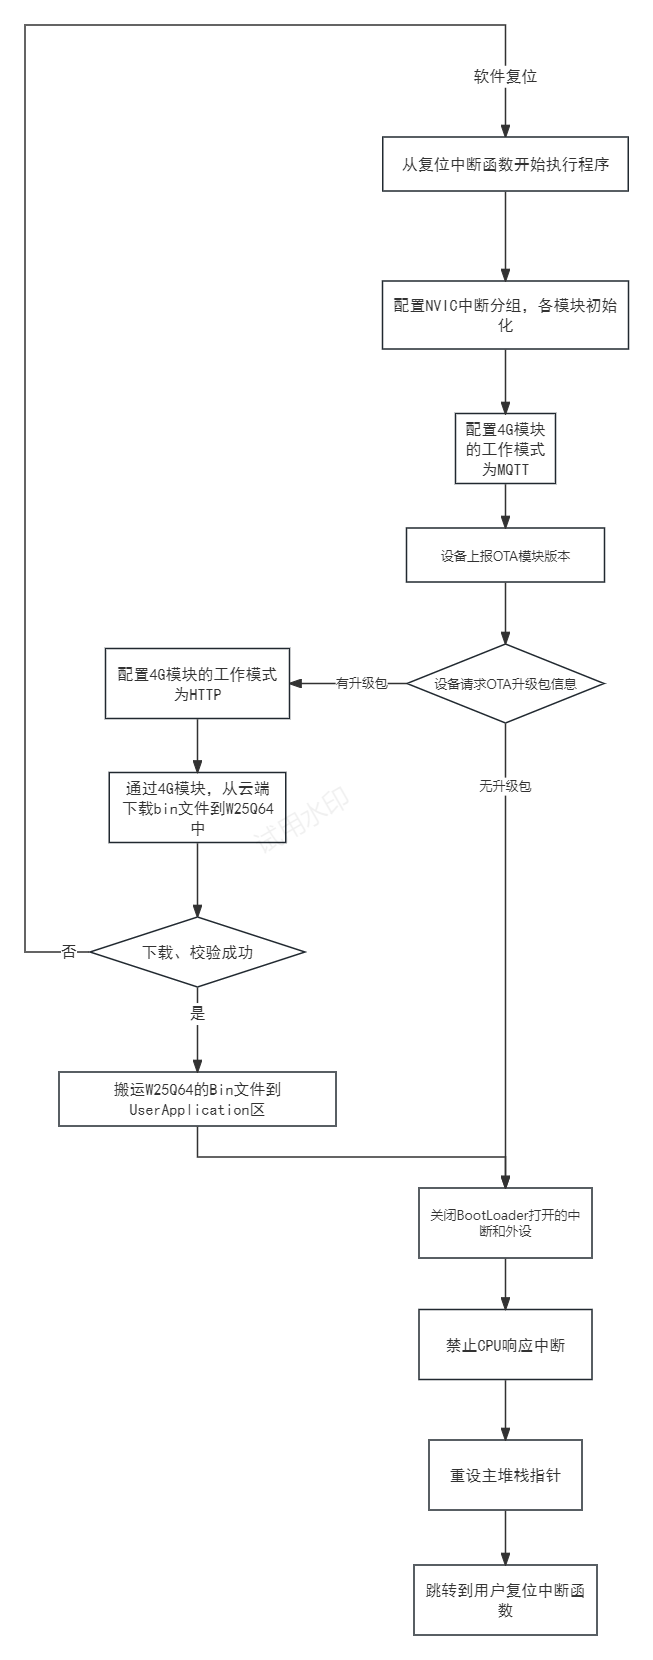 软件复位
从复位中断函数开始执行程序
配置NVIC中断分组，各模块初始
化
配置4G模块
的工作模式
为MQTT
设备上报OTA模块版本
设备请求OTA升级包信息
有升级包
配置4G模块的工作模式
为HTTP
无升级包
通过4G模块，从云端
下载bin文件到W25Q64
中
试用水印
下载、校验成功
否
是
搬运W25Q64的Bin文件到
UserApplication区
关闭BootLoader打开的中
断和外设
禁止CPU响应中断
重设主堆栈指针
跳转到用户复位中断函
数